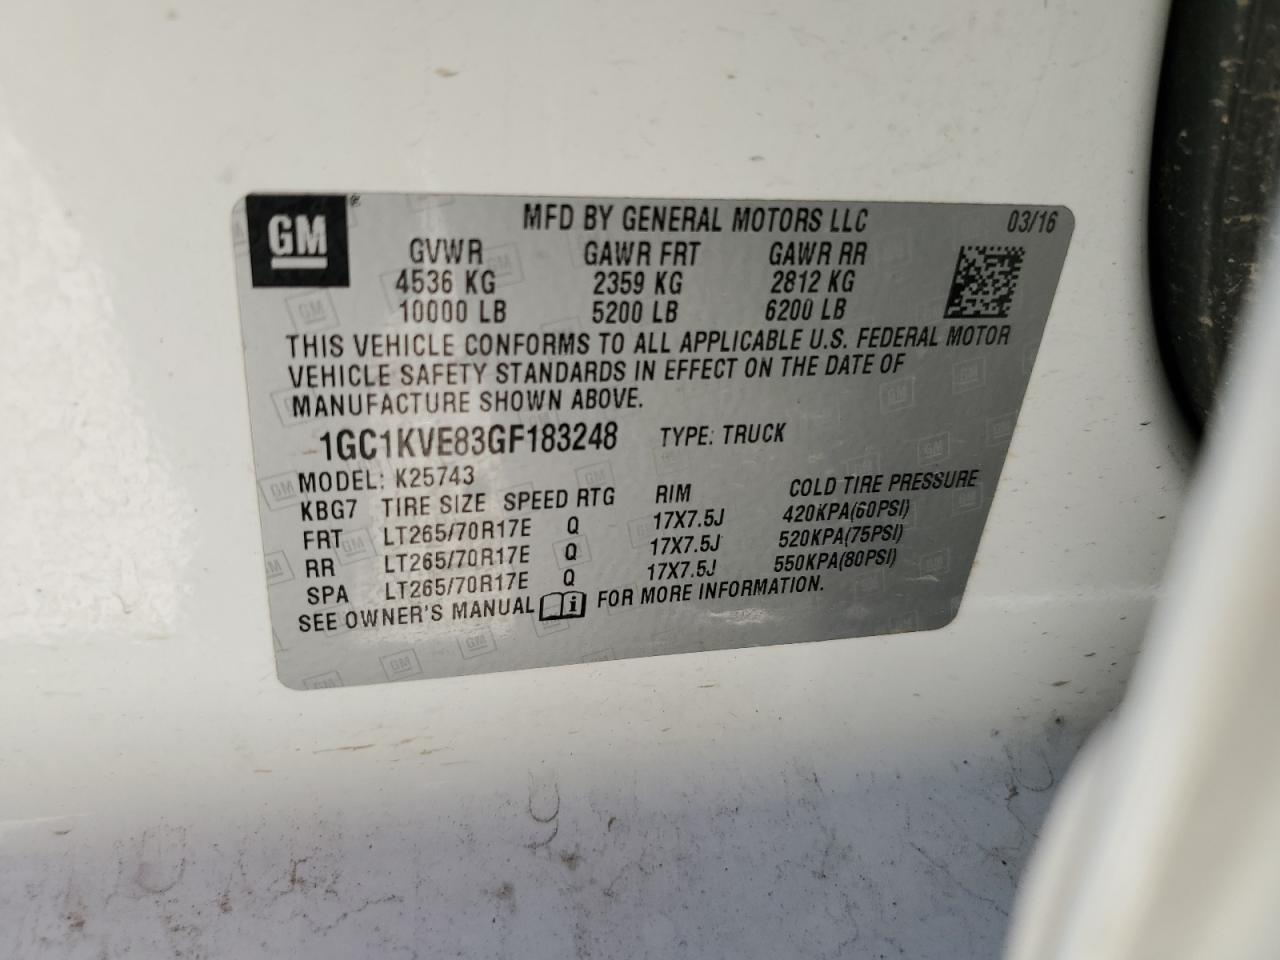 GM ® MFD BY GENERAL MOTORS LLC 03/16
GVWR GAWR FRT GAWR RR
4536 KG 2359 KG 2812 KG
10000 LB 5200 LB 6200 LB
THIS VEHICLE CONFORMS TO ALL APPLICABLE U.S. FEDERAL MOTOR
VEHICLE SAFETY STANDARDS IN EFFECT ON THE DATE OF
MANUFACTURE SHOWN ABOVE.
1GC1KVE83GF183248 TYPE: TRUCK
MODEL: K25743
KBG7 TIRE SIZE SPEED RTG RIM COLD TIRE PRESSURE
FRT LT265/70R17E Q 17X7.5J 420KPA(60PSI)
RR LT265/70R17E Q 17X7.5J 520KPA(75PSI)
SPA LT265/70R17E Q 17X7.5J 550KPA(80PSI)
SEE OWNER'S MANUAL FOR MORE INFORMATION.